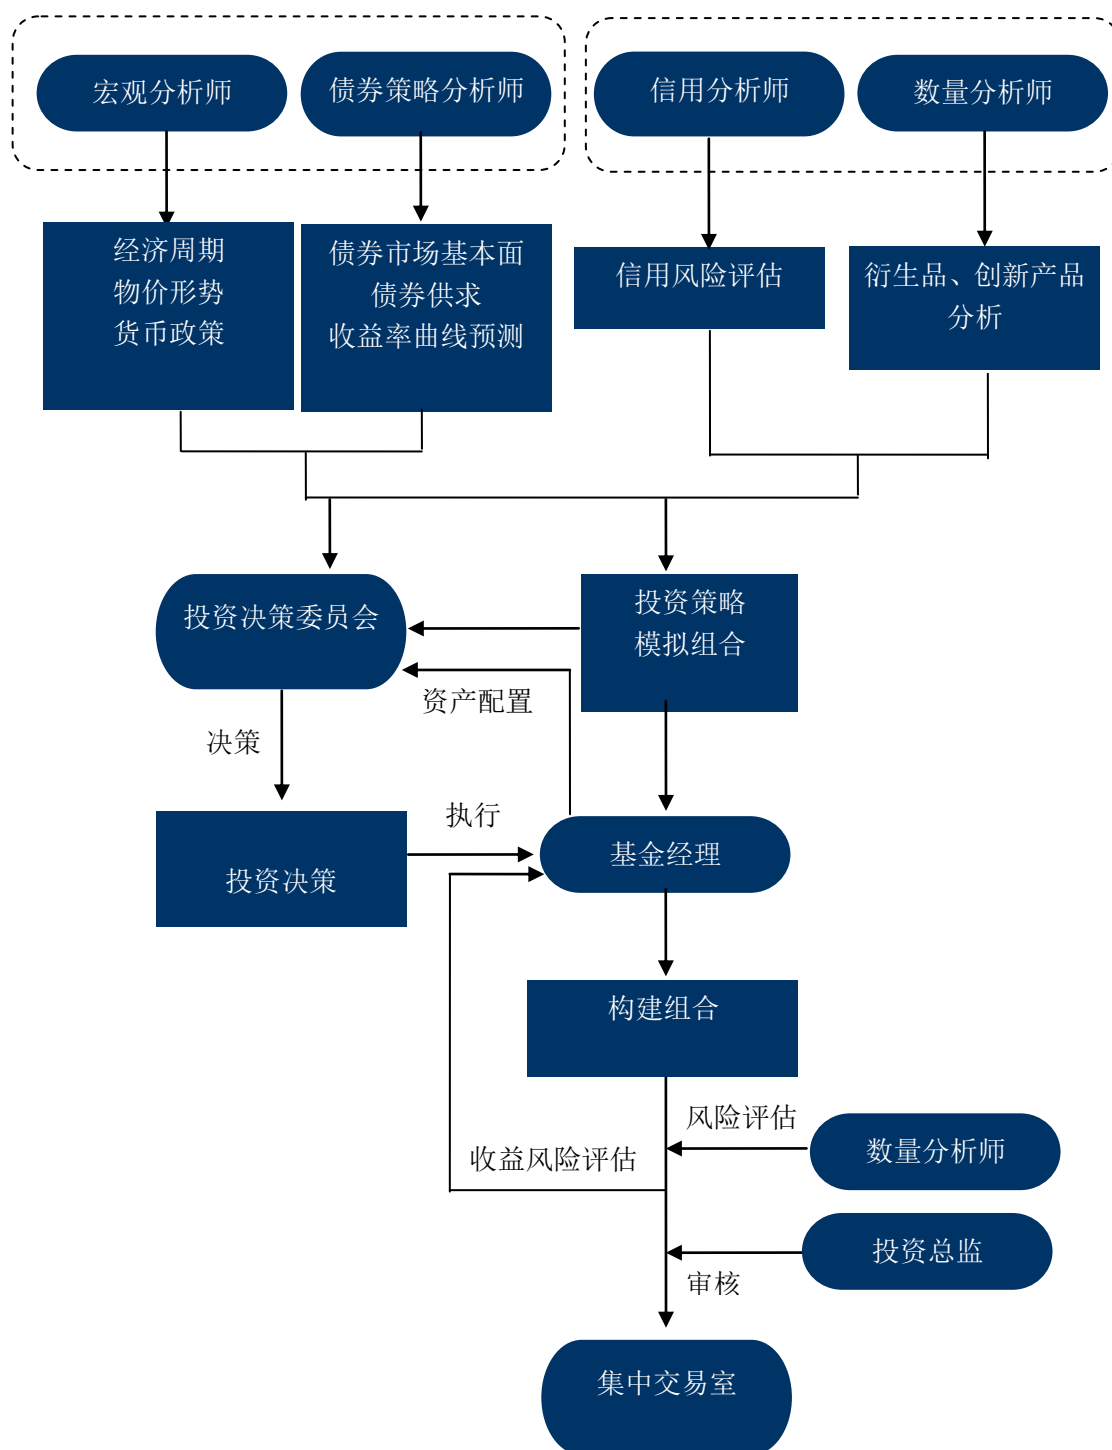 宏观分析师
债券策略分析师
信用分析师
数量分析师
经济周期
物价形势
货币政策
债券市场基本面
债券供求
收益率曲线预测
信用风险评估
衍生品、创新产品
分析
投资决策委员会
投资策略
模拟组合
资产配置
决策
执行
投资决策
基金经理
构建组合
风险评估
数量分析师
收益风险评估
投资总监
审核
集中交易室